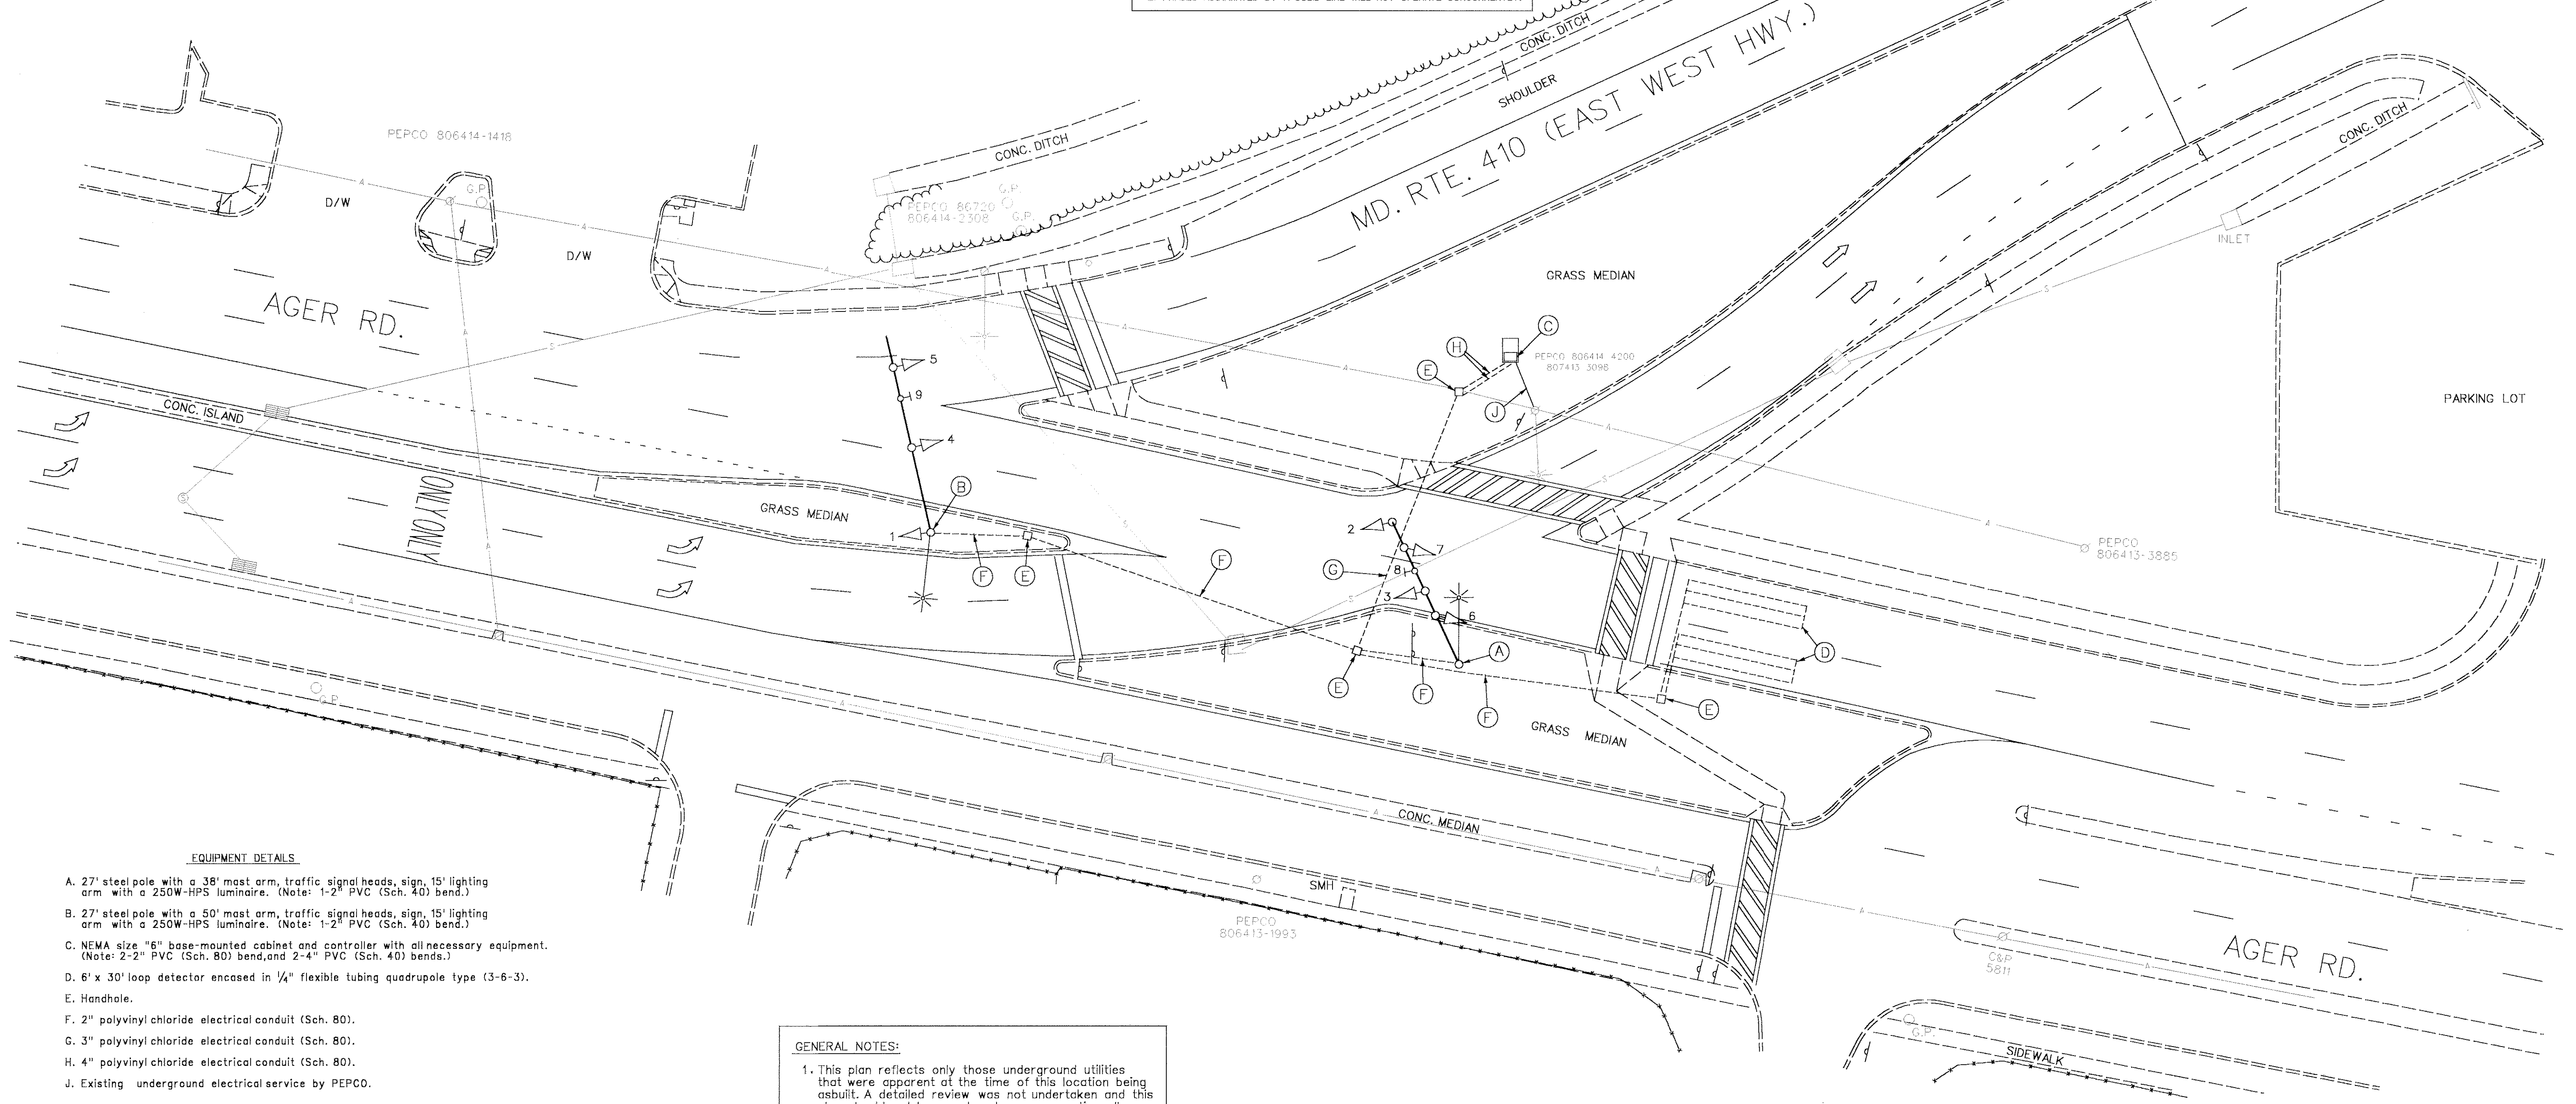 CONC. DITCH
MD. RTE. 410 (EAST WEST HWY.)
SHOULDER
CONC. DITCH
PEPCO 806414-1418
CONC. DITCH
G.P.
D/W
G.P.
PEPCO 86720
806414-2308
G.P.
INLET
D/W
GRASS MEDIAN
AGER RD.
A
A
A
A
A
A
S
S
S
C
H
5
PEPCO 806414 4200
807413 3098
E
9
J
CONC. ISLAND
PARKING LOT
4
ONLY ONLY
B
GRASS MEDIAN
2
1
A
S
PEPCO
806413-3885
7
F
E
F
G
8
3
6
S
A
A
S
E
F
A
D
F
E
G.P.
A
GRASS MEDIAN
A
CONC. MEDIAN
A
EQUIPMENT DETAILS
A. 27' steel pole with a 38' mast arm, traffic signal heads, sign, 15' lighting
arm with a 250W-HPS luminaire. (Note: 1-2" PVC (Sch. 40) bend.)
B. 27' steel pole with a 50' mast arm, traffic signal heads, sign, 15' lighting
arm with a 250W-HPS luminaire. (Note: 1-2" PVC (Sch. 40) bend.)
C. NEMA size "6" base-mounted cabinet and controller with all necessary equipment.
(Note: 2-2" PVC (Sch. 80) bend,and 2-4" PVC (Sch. 40) bends.)
D. 6' x 30' loop detector encased in 1/4" flexible tubing quadrupole type (3-6-3).
E. Handhole.
F. 2" polyvinyl chloride electrical conduit (Sch. 80).
G. 3" polyvinyl chloride electrical conduit (Sch. 80).
H. 4" polyvinyl chloride electrical conduit (Sch. 80).
J. Existing underground electrical service by PEPCO.
SMH
PEPCO
806413-1993
A
A
C&P
5811
AGER RD.
G.P.
SIDEWALK
GENERAL NOTES:
1. This plan reflects only those underground utilities
that were apparent at the time of this location being
asbuilt. A detailed review was not undertaken and this